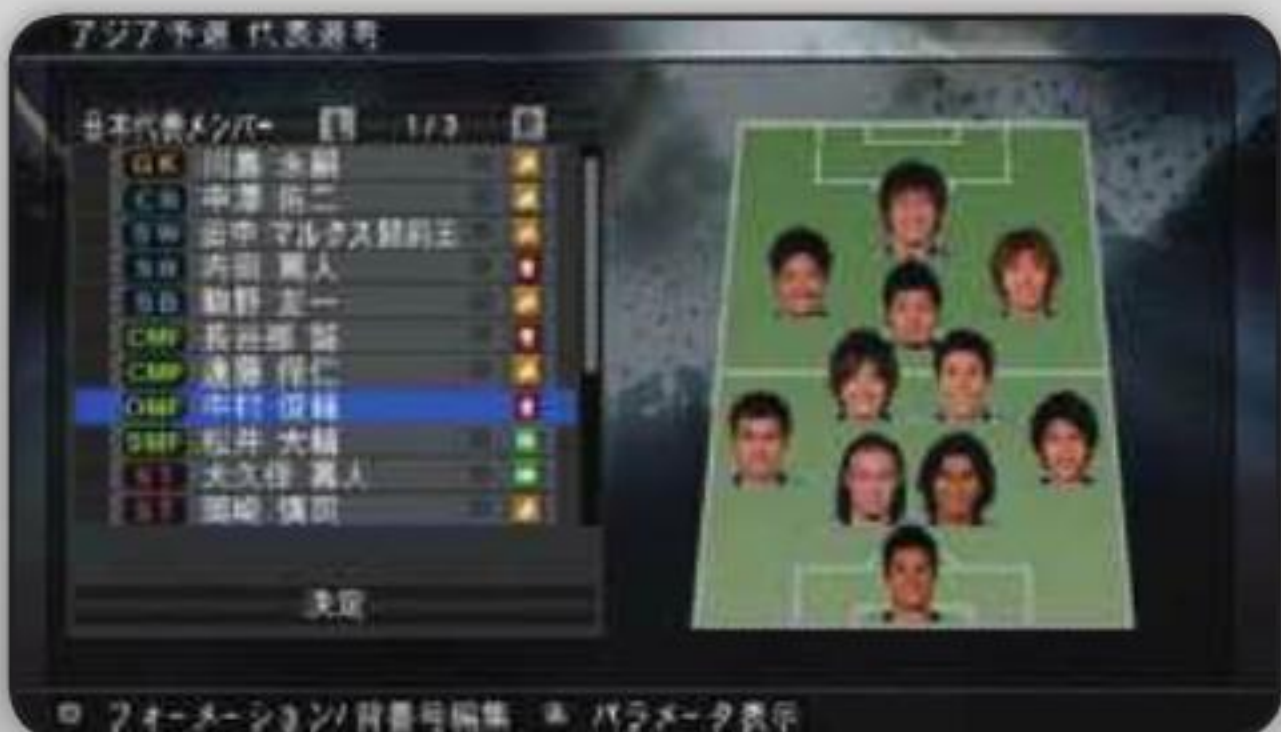 アジア予選 代表選考
日本代表メンバー 1/3
GK 川島 永嗣
CB 中澤 佑二
SW 田中 マルクス闘莉王
SB 内田 篤人
SB 駒野 友一
CMF 長谷部 誠
CMF 遠藤 保仁
OMF 中村 俊輔
SMF 松井 大輔
ST 大久保 嘉人
ST 岡崎 慎司
決定
フォーメーション/背番号編集 パラメータ表示